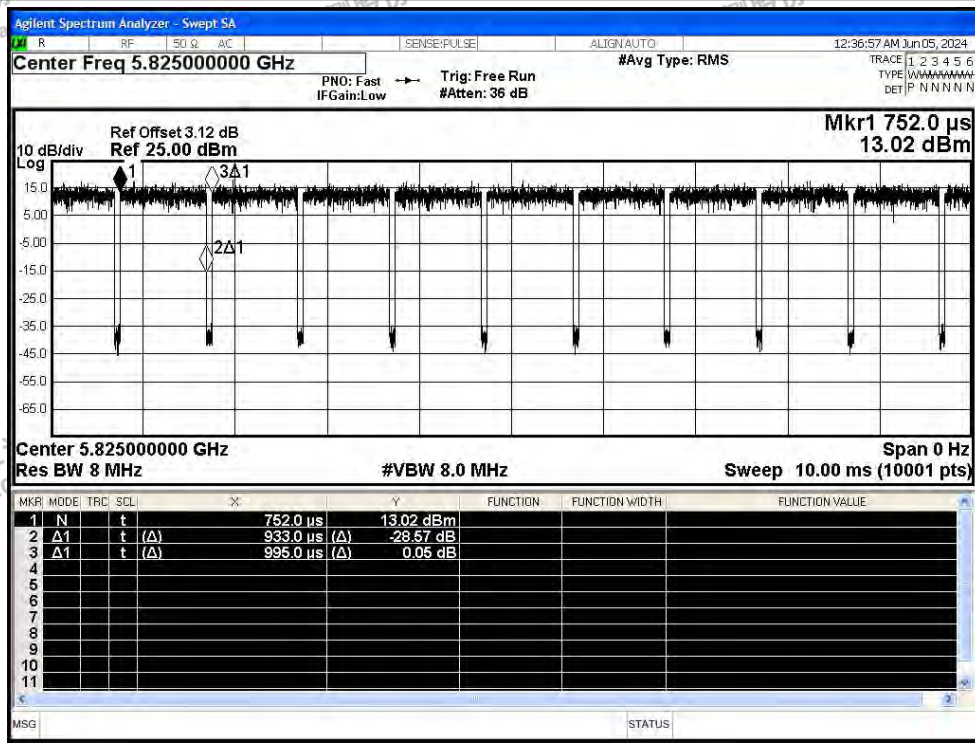 Agilent Spectrum Analyzer - Swept SA
R RF 50 Ω AC SENSE:PULSE ALIGN AUTO 12:36:57 AM Jun 05, 2024
Center Freq 5.825000000 GHz #Avg Type: RMS TRACE 1 2 3 4 5 6
PNO: Fast Trig: Free Run TYPE WWWWWW
IFGain:Low #Atten: 36 dB DET P N N N N N
Mkr1 752.0 µs
Ref Offset 3.12 dB
10 dB/div Ref 25.00 dBm 13.02 dBm
Log
1 3Δ1
15.0
5.00
-5.00
2Δ1
-15.0
-25.0
-35.0
-45.0
-55.0
-65.0
Center 5.825000000 GHz Span 0 Hz
Res BW 8 MHz #VBW 8.0 MHz Sweep 10.00 ms (10001 pts)
MKR MODE TRC SCL X Y FUNCTION FUNCTION WIDTH FUNCTION VALUE
1 N t 752.0 µs 13.02 dBm
2 Δ1 t (Δ) 933.0 µs (Δ) -28.57 dB
3 Δ1 t (Δ) 995.0 µs (Δ) 0.05 dB
4
5
6
7
8
9
10
11
MSG STATUS